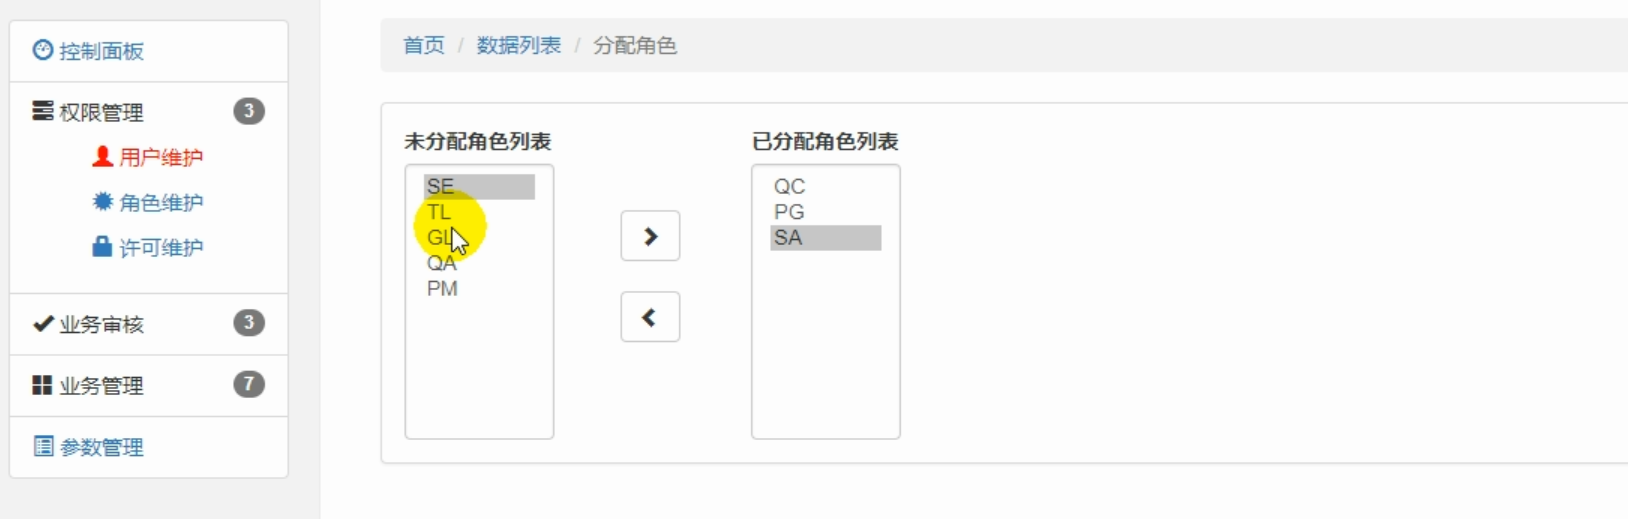 控制面板
权限管理 3
用户维护
角色维护
许可维护
业务审核 3
业务管理 7
参数管理
首页 / 数据列表 / 分配角色
未分配角色列表
SE
TL
GL
QA
PM
已分配角色列表
QC
PG
SA